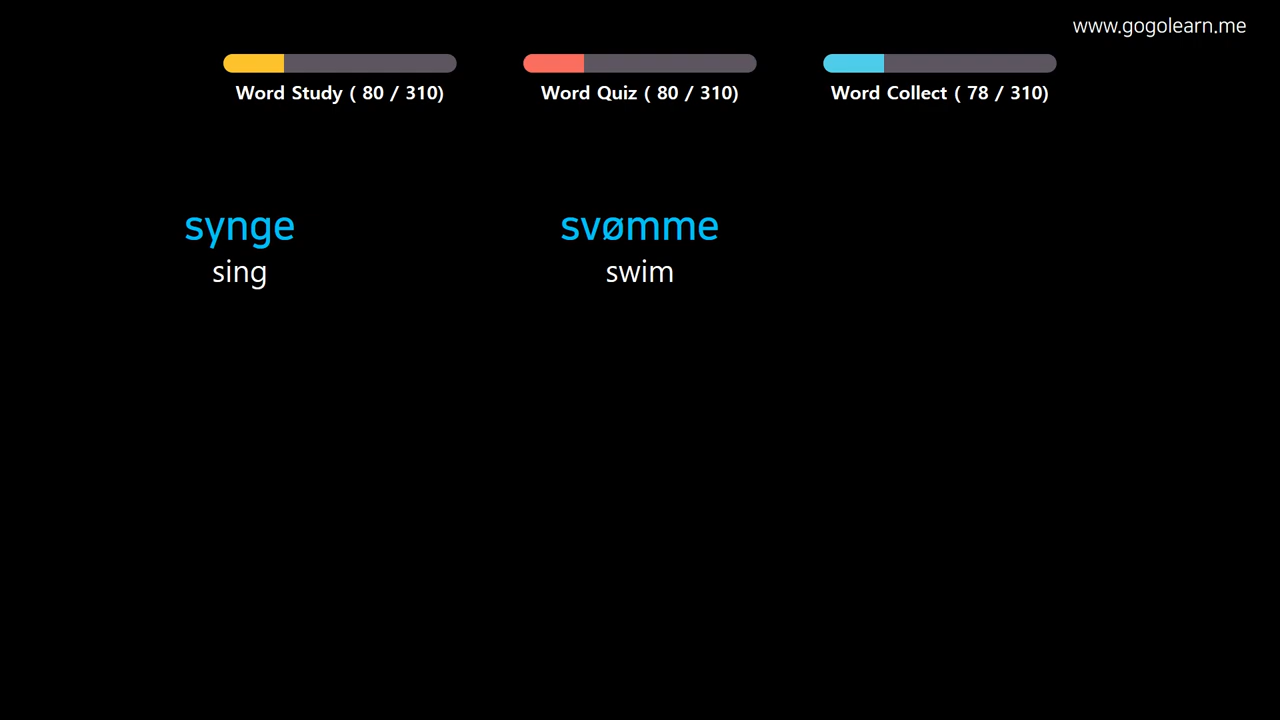 www.gogolearn.me
Word Study ( 80 / 310)
Word Quiz ( 80 / 310)
Word Collect ( 78 / 310)
synge
sing
svømme
swim